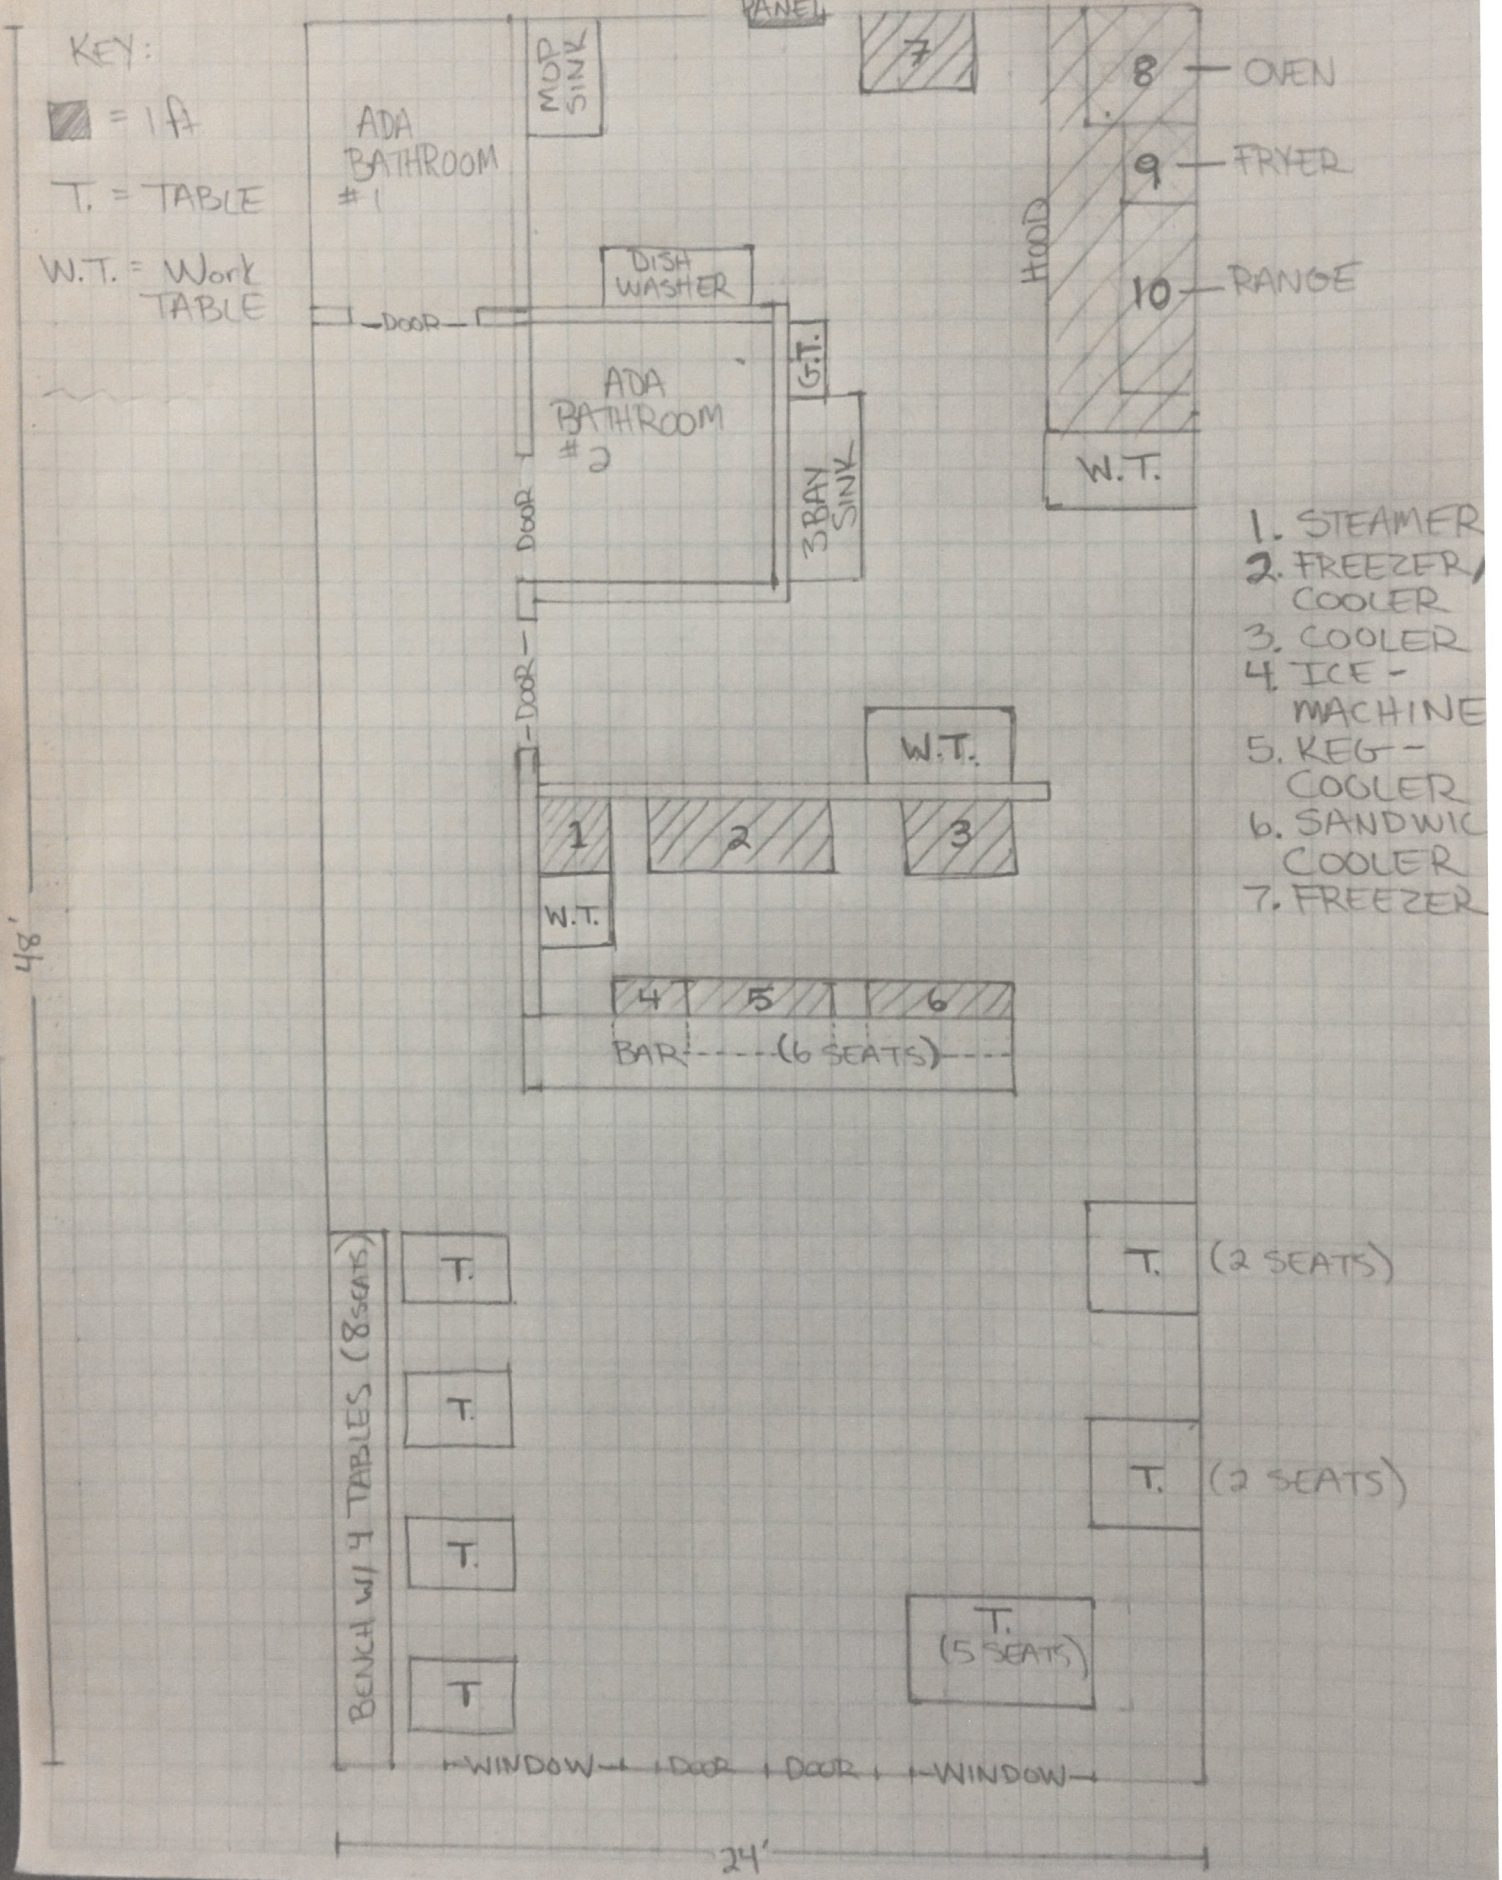 KEY:
= 1 ft
T. = TABLE
W.T. = Work
TABLE
48'
ADA
BATHROOM
#1
MOP
SINK
PANEL
7
8
OVEN
9
FRYER
10
RANGE
HOOD
DISH
WASHER
-DOOR-
ADA
BATHROOM
#2
G.T.
3 BAY
SINK
DOOR
-DOOR-
W.T.
W.T.
1
2
3
W.T.
4
5
6
BAR-----(6 SEATS)----
1. STEAMER
2. FREEZER/
COOLER
3. COOLER
4. ICE-
MACHINE
5. KEG-
COOLER
6. SANDWIC
COOLER
7. FREEZER
BENCH W/ 4 TABLES (8 SEATS)
T.
T.
T.
T
T. (2 SEATS)
T. (2 SEATS)
T.
(5 SEATS)
WINDOW
DOOR
DOOR
WINDOW
24'